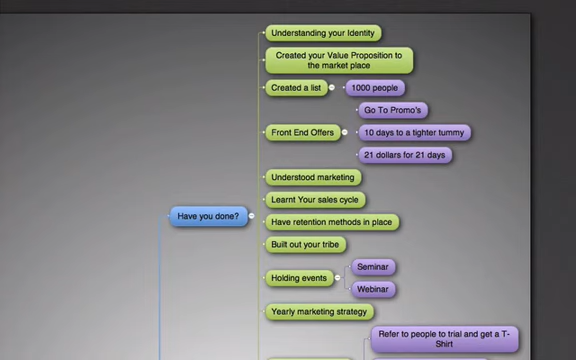 Understanding your Identity
Created your Value Proposition to
the market place
Created a list
1000 people
Go To Promo's
Front End Offers
10 days to a tighter tummy
21 dollars for 21 days
Understood marketing
Learnt Your sales cycle
Have you done?
Have retention methods in place
Built out your tribe
Holding events
Seminar
Webinar
Yearly marketing strategy
Refer to people to trial and get a T-
Shirt